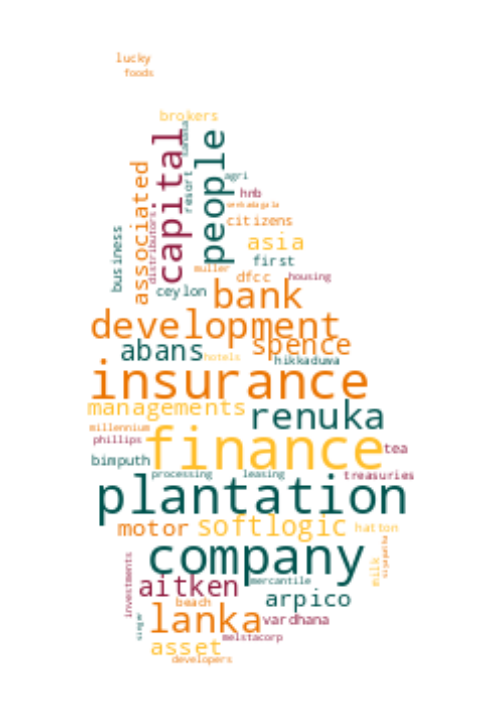 lucky
foods
brokers
capital
people
banana
resort
associated
distributors
business
agri
hnb
citizens
asia
first
muller
dfcc
housing
ceylon
bank
development
spence
abans
hotels
hikkaduwa
insurance
managements
renuka
millennium
phillips
finance
tea
bimputh
processing
leasing
treasuries
plantation
motor
softlogic
hatton
company
milk
siyapatha
investments
aitken
mercantile
arpico
beach
singer
lanka
vardhana
melstacorp
asset
developers